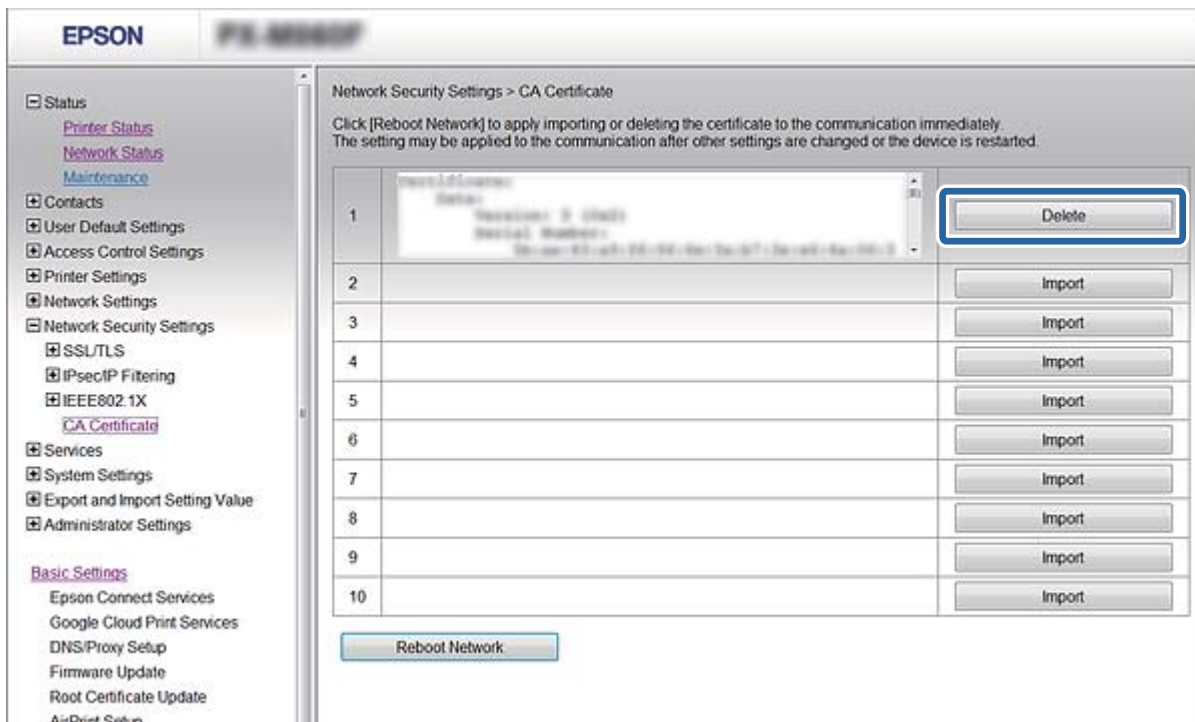 EPSON
Status
Printer Status
Network Status
Maintenance
Contacts
User Default Settings
Access Control Settings
Printer Settings
Network Settings
Network Security Settings
SSL/TLS
IPsec/IP Filtering
IEEE802.1X
CA Certificate
Services
System Settings
Export and Import Setting Value
Administrator Settings
Basic Settings
Epson Connect Services
Google Cloud Print Services
DNS/Proxy Setup
Firmware Update
Root Certificate Update
AirPrint Setup
Network Security Settings > CA Certificate
Click [Reboot Network] to apply importing or deleting the certificate to the communication immediately.
The setting may be applied to the communication after other settings are changed or the device is restarted.
1 Delete
2 Import
3 Import
4 Import
5 Import
6 Import
7 Import
8 Import
9 Import
10 Import
Reboot Network